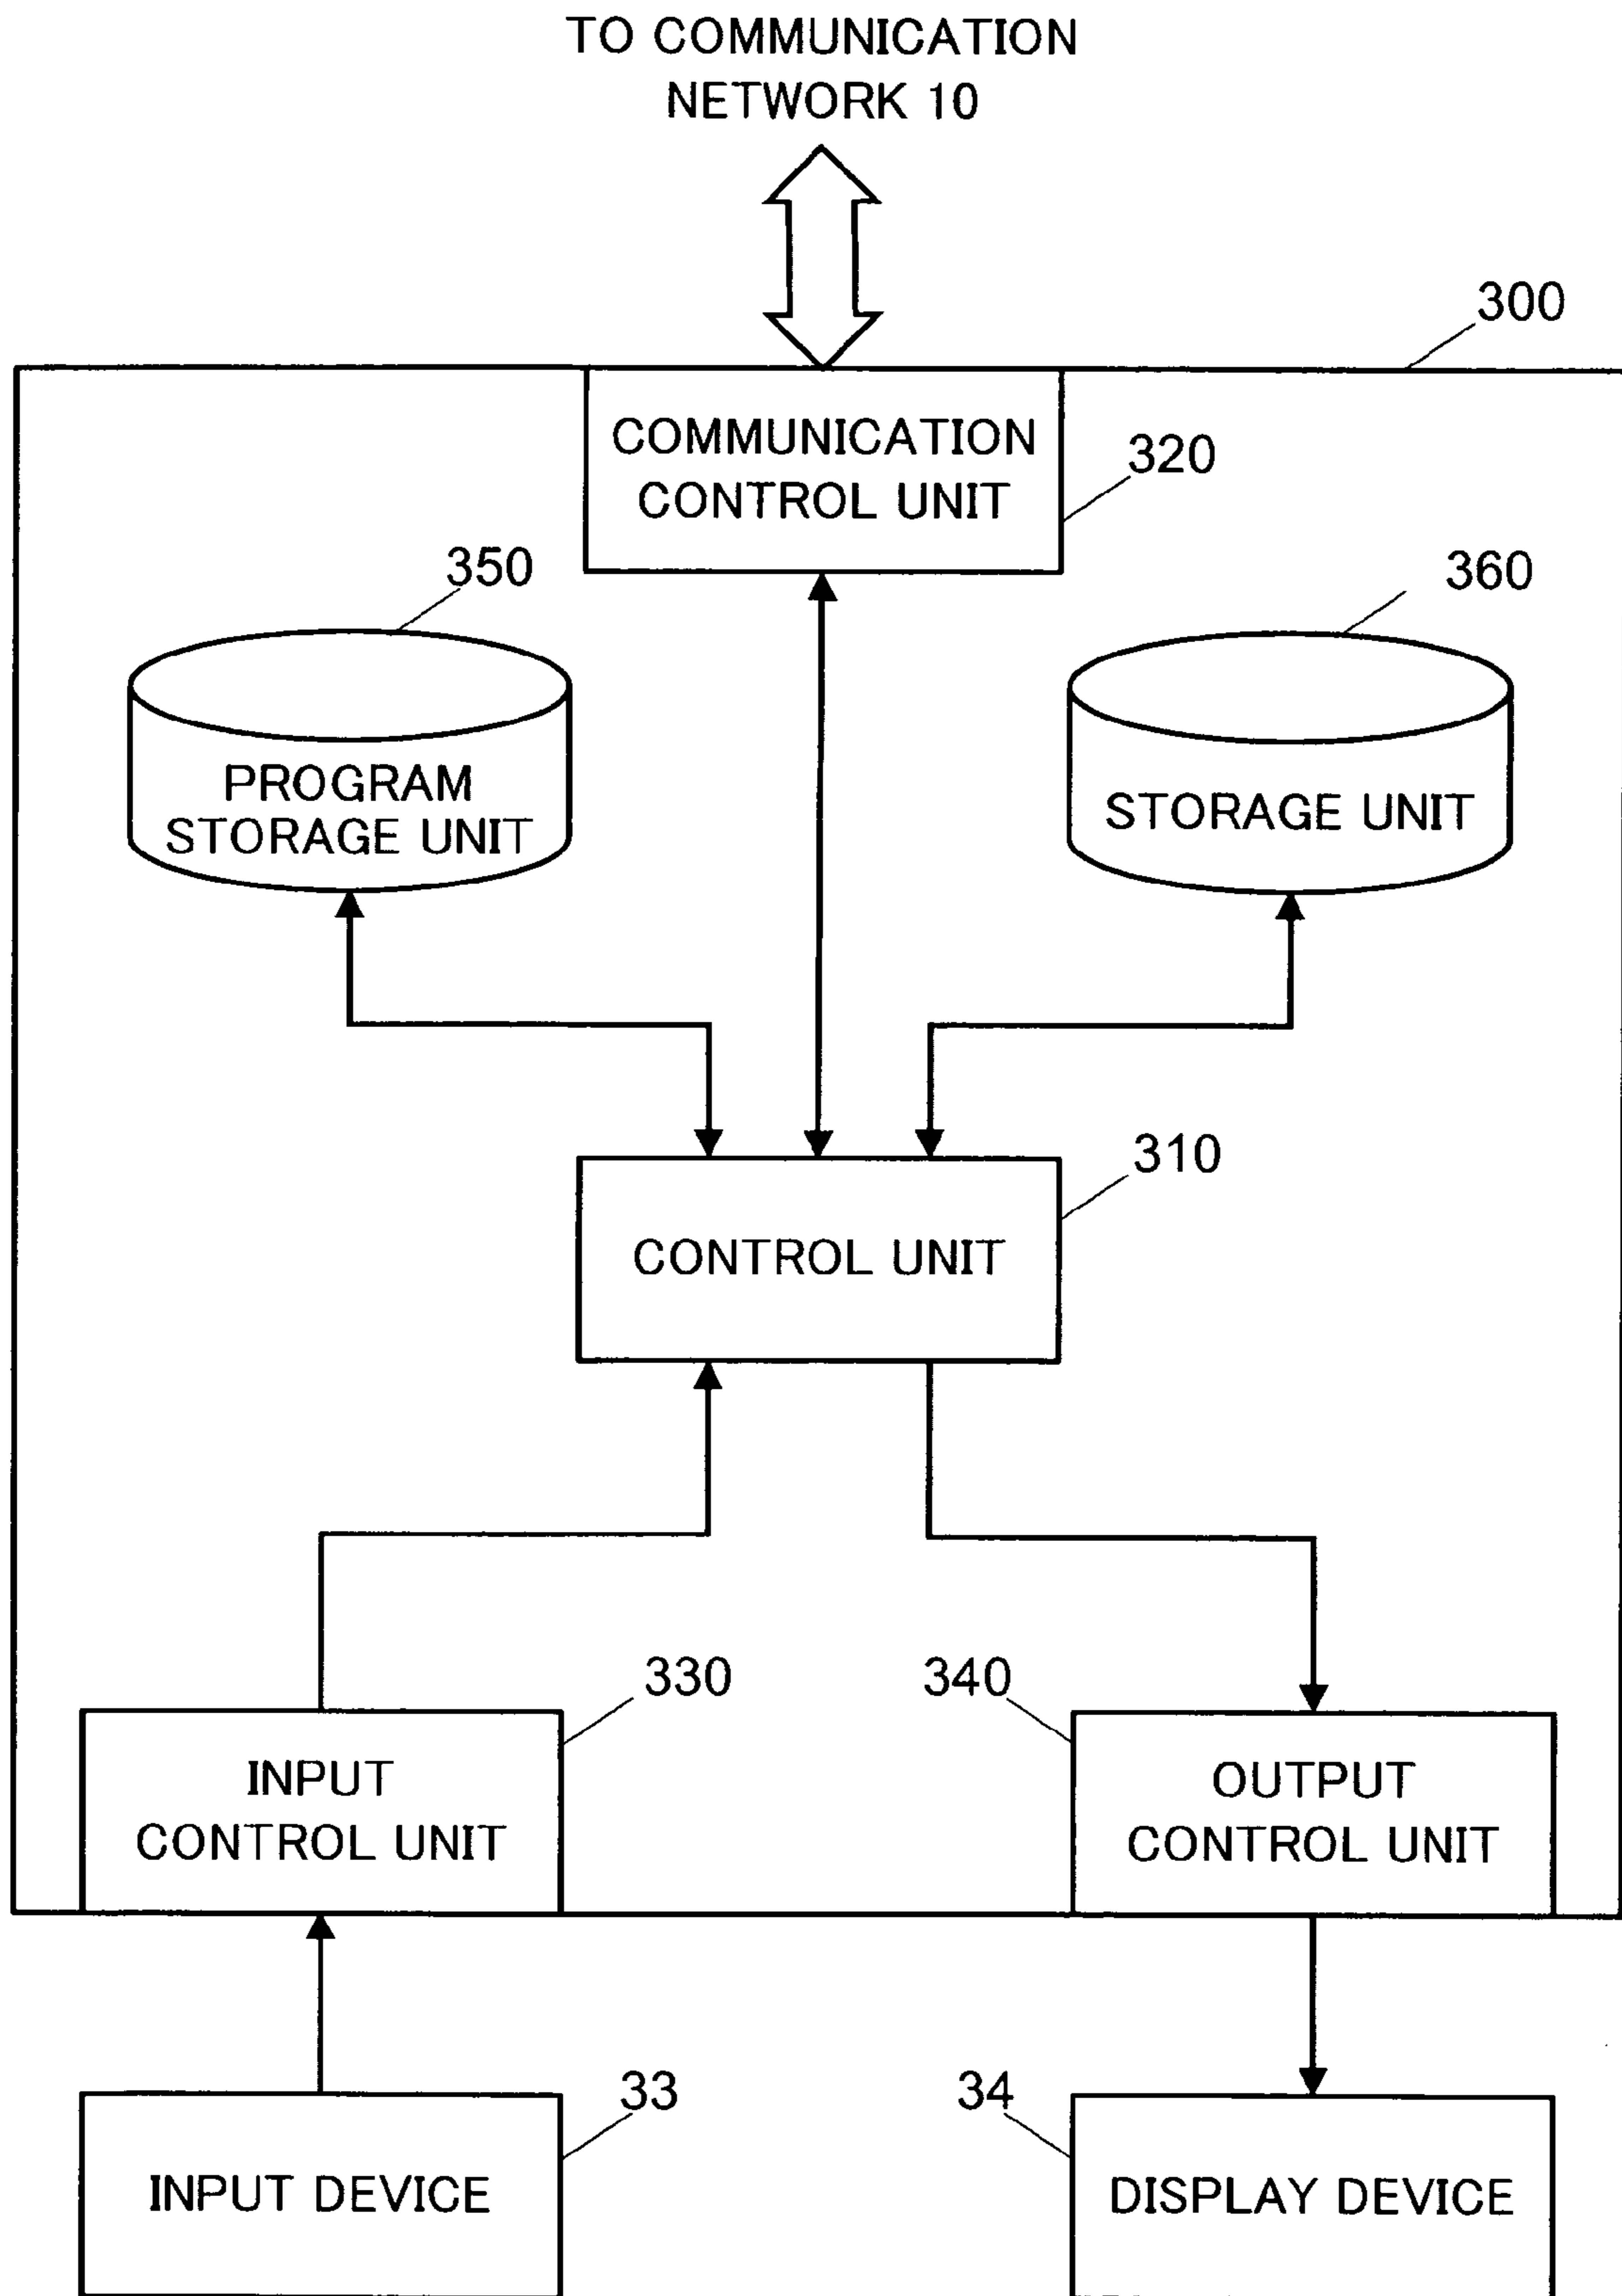 TO COMMUNICATION
NETWORK 10
300
COMMUNICATION
CONTROL UNIT
320
350
360
PROGRAM
STORAGE UNIT
STORAGE UNIT
310
CONTROL UNIT
330
340
INPUT
CONTROL UNIT
OUTPUT
CONTROL UNIT
33
34
INPUT DEVICE
DISPLAY DEVICE